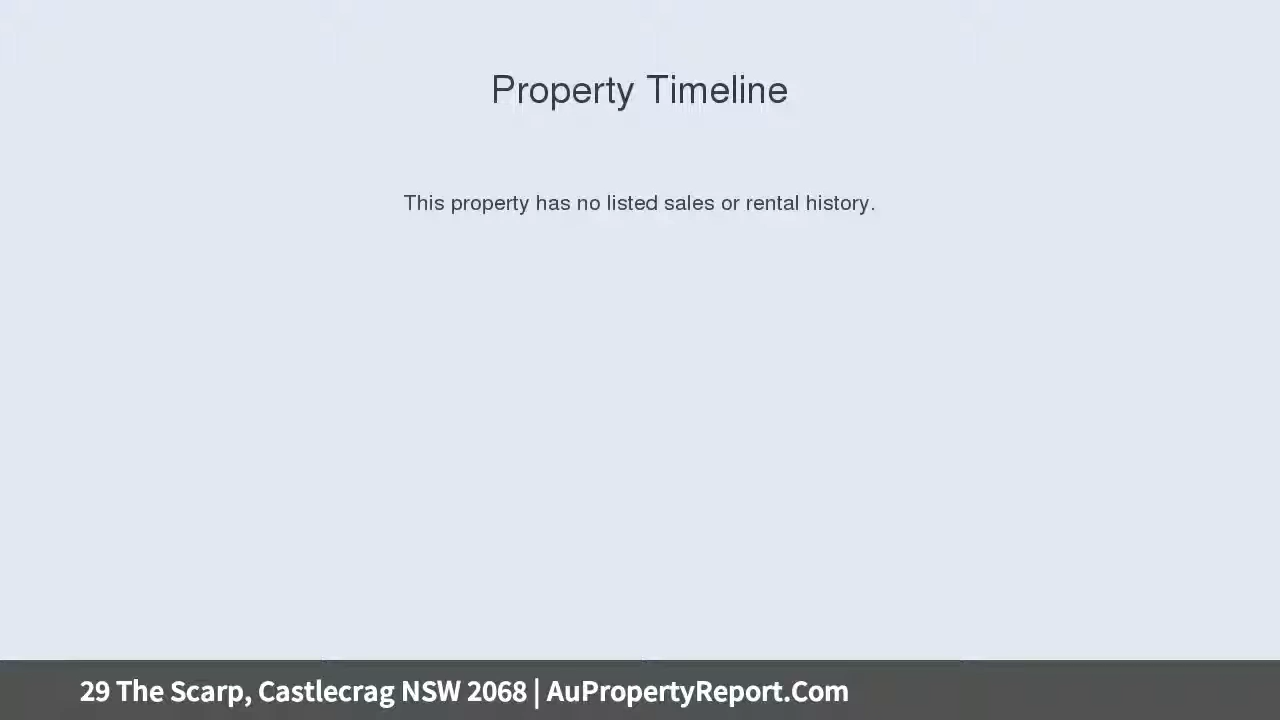 Property Timeline
This property has no listed sales or rental history.
29 The Scarp, Castlecrag NSW 2068 | AuPropertyReport.Com